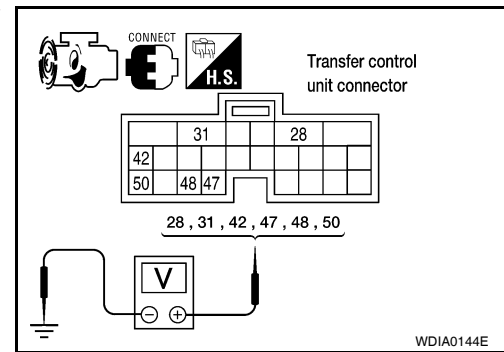 CONNECT
H.S.
Transfer control
unit connector
31 28
42
50 48 47
28 , 31 , 42 , 47 , 48 , 50
V
− +
WDIA0144E